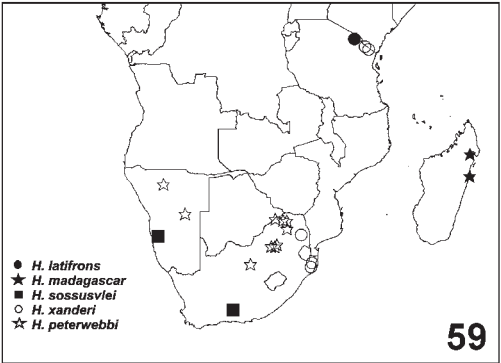 H. latifrons
H. madagascar
H. sossusvlei
H. xanderi
H. peterwebbi
59